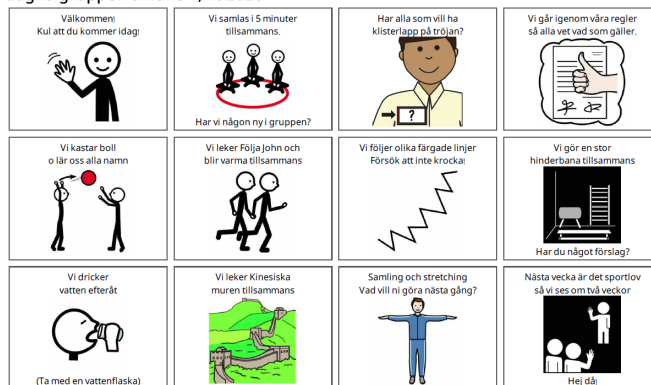 Välkommen!
Kul att du kommer idag!
Vi samlas i 5 minuter
tillsammans.
Har vi någon ny i gruppen?
Har alla som vill ha
klisterlapp på tröjan?
?
Vi går igenom våra regler
så alla vet vad som gäller.
Vi kastar boll
o lär oss alla namn
Vi leker Följa John och
blir varma tillsammans
Vi följer olika färgade linjer
Försök att inte krocka!
Vi gör en stor
hinderbana tillsammans
Har du något förslag?
Vi dricker
vatten efteråt
(Ta med en vattenflaska)
Vi leker Kinesiska
muren tillsammans
Samling och stretching
Vad vill ni göra nästa gång?
Nästa vecka är det sportlov
så vi ses om två veckor
Hej då!